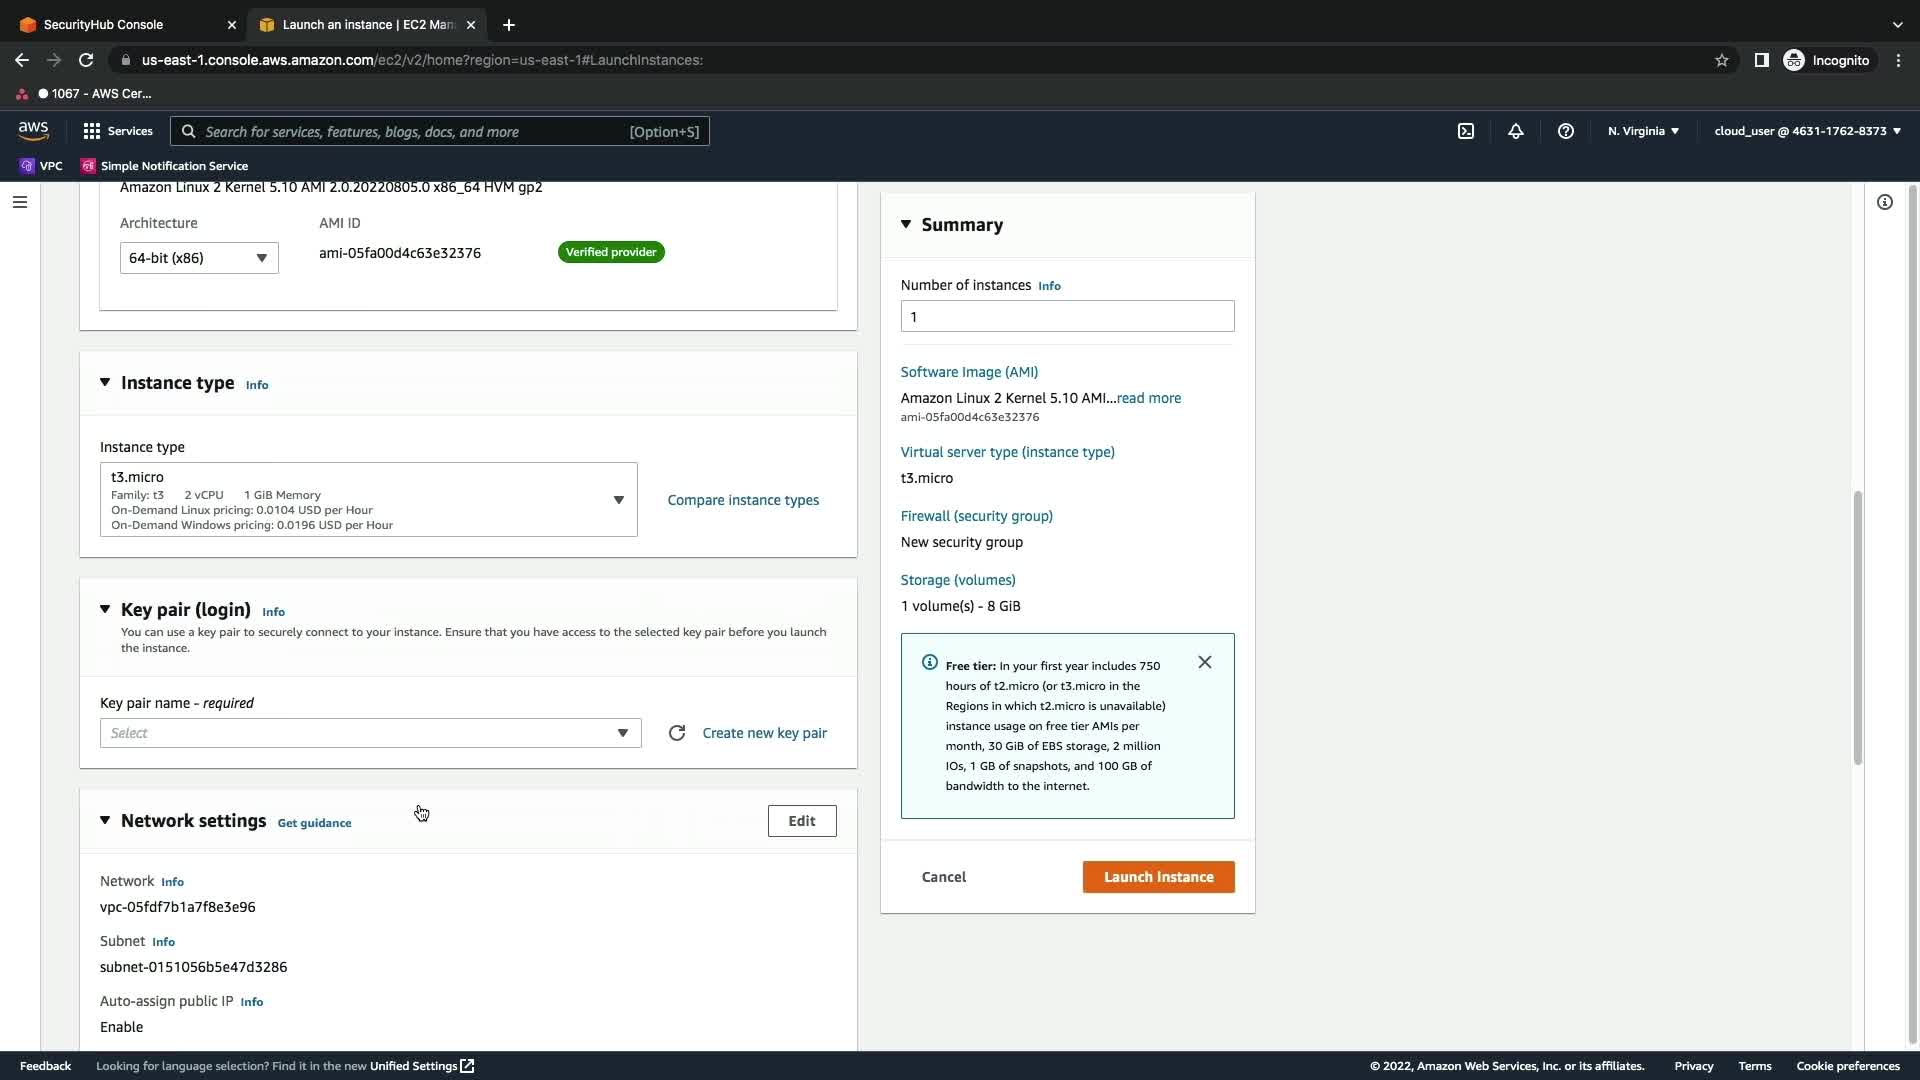 SecurityHub Console
Launch an instance | EC2 Man
us-east-1.console.aws.amazon.com/ec2/v2/home?region=us-east-1#LaunchInstances:
Incognito
1067 - AWS Cer...
aws
Services
Search for services, features, blogs, docs, and more
[Option+S]
N. Virginia
cloud_user @ 4631-1762-8373
VPC
Simple Notification Service
Amazon Linux 2 Kernel 5.10 AMI 2.0.20220805.0 x86_64 HVM gp2
Architecture
AMI ID
64-bit (x86)
ami-05fa00d4c63e32376
Verified provider
Instance type Info
Instance type
t3.micro
Family: t3 2 vCPU 1 GiB Memory
On-Demand Linux pricing: 0.0104 USD per Hour
On-Demand Windows pricing: 0.0196 USD per Hour
Compare instance types
Key pair (login) Info
You can use a key pair to securely connect to your instance. Ensure that you have access to the selected key pair before you launch
the instance.
Key pair name - required
Select
Create new key pair
Network settings Get guidance
Edit
Network Info
vpc-05fdf7b1a7f8e3e96
Subnet Info
subnet-0151056b5e47d3286
Auto-assign public IP Info
Enable
Summary
Number of instances Info
1
Software Image (AMI)
Amazon Linux 2 Kernel 5.10 AMI...read more
ami-05fa00d4c63e32376
Virtual server type (instance type)
t3.micro
Firewall (security group)
New security group
Storage (volumes)
1 volume(s) - 8 GiB
Free tier: In your first year includes 750
hours of t2.micro (or t3.micro in the
Regions in which t2.micro is unavailable)
instance usage on free tier AMIs per
month, 30 GiB of EBS storage, 2 million
IOs, 1 GB of snapshots, and 100 GB of
bandwidth to the internet.
Cancel
Launch Instance
Feedback
Looking for language selection? Find it in the new Unified Settings
© 2022, Amazon Web Services, Inc. or its affiliates.
Privacy
Terms
Cookie preferences